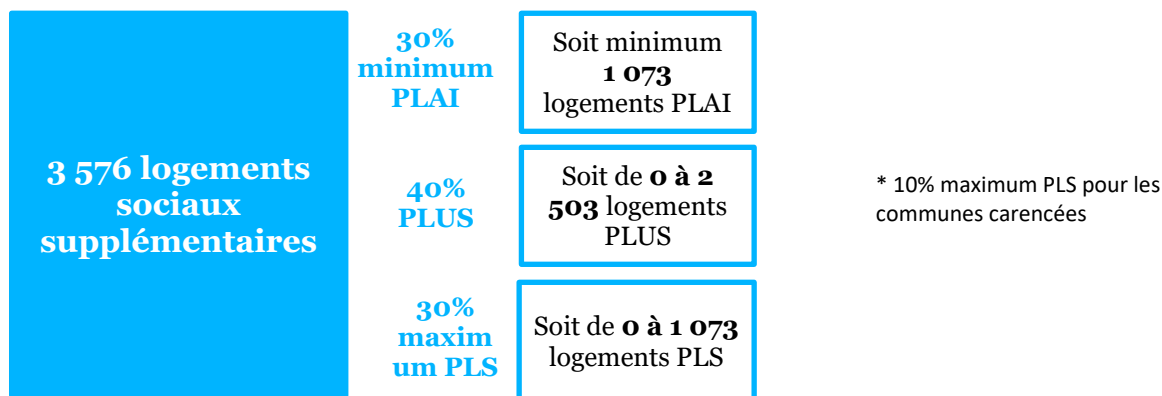 3 576 logements
sociaux
supplémentaires
30%
minimum
PLAI
Soit minimum
1 073
logements PLAI
40%
PLUS
Soit de 0 à 2
503 logements
PLUS
30%
maxim
um PLS
Soit de 0 à 1 073
logements PLS
* 10% maximum PLS pour les
communes carencées